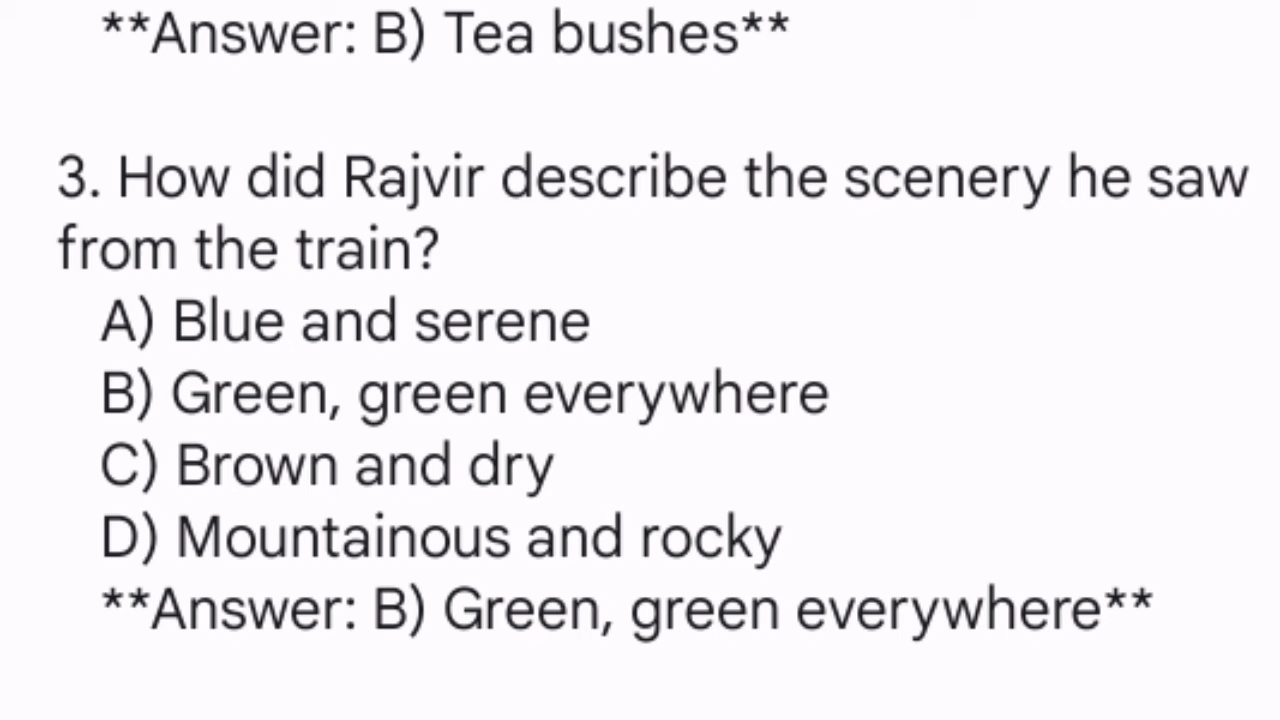 **Answer: B) Tea bushes**
3. How did Rajvir describe the scenery he saw
from the train?
A) Blue and serene
B) Green, green everywhere
C) Brown and dry
D) Mountainous and rocky
**Answer: B) Green, green everywhere**